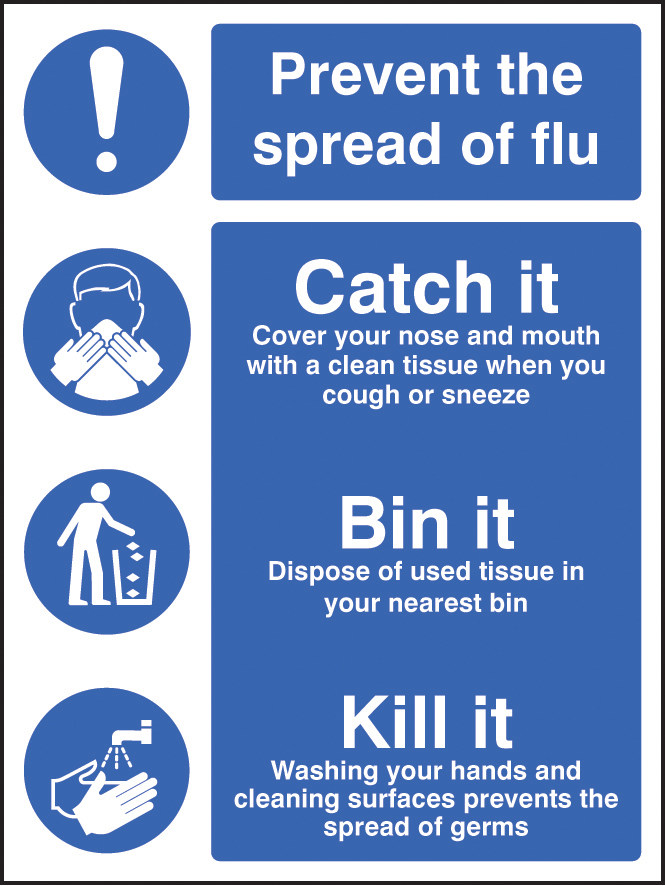 Prevent the
spread of flu
Catch it
Cover your nose and mouth
with a clean tissue when you
cough or sneeze
Bin it
Dispose of used tissue in
your nearest bin
Kill it
Washing your hands and
cleaning surfaces prevents the
spread of germs